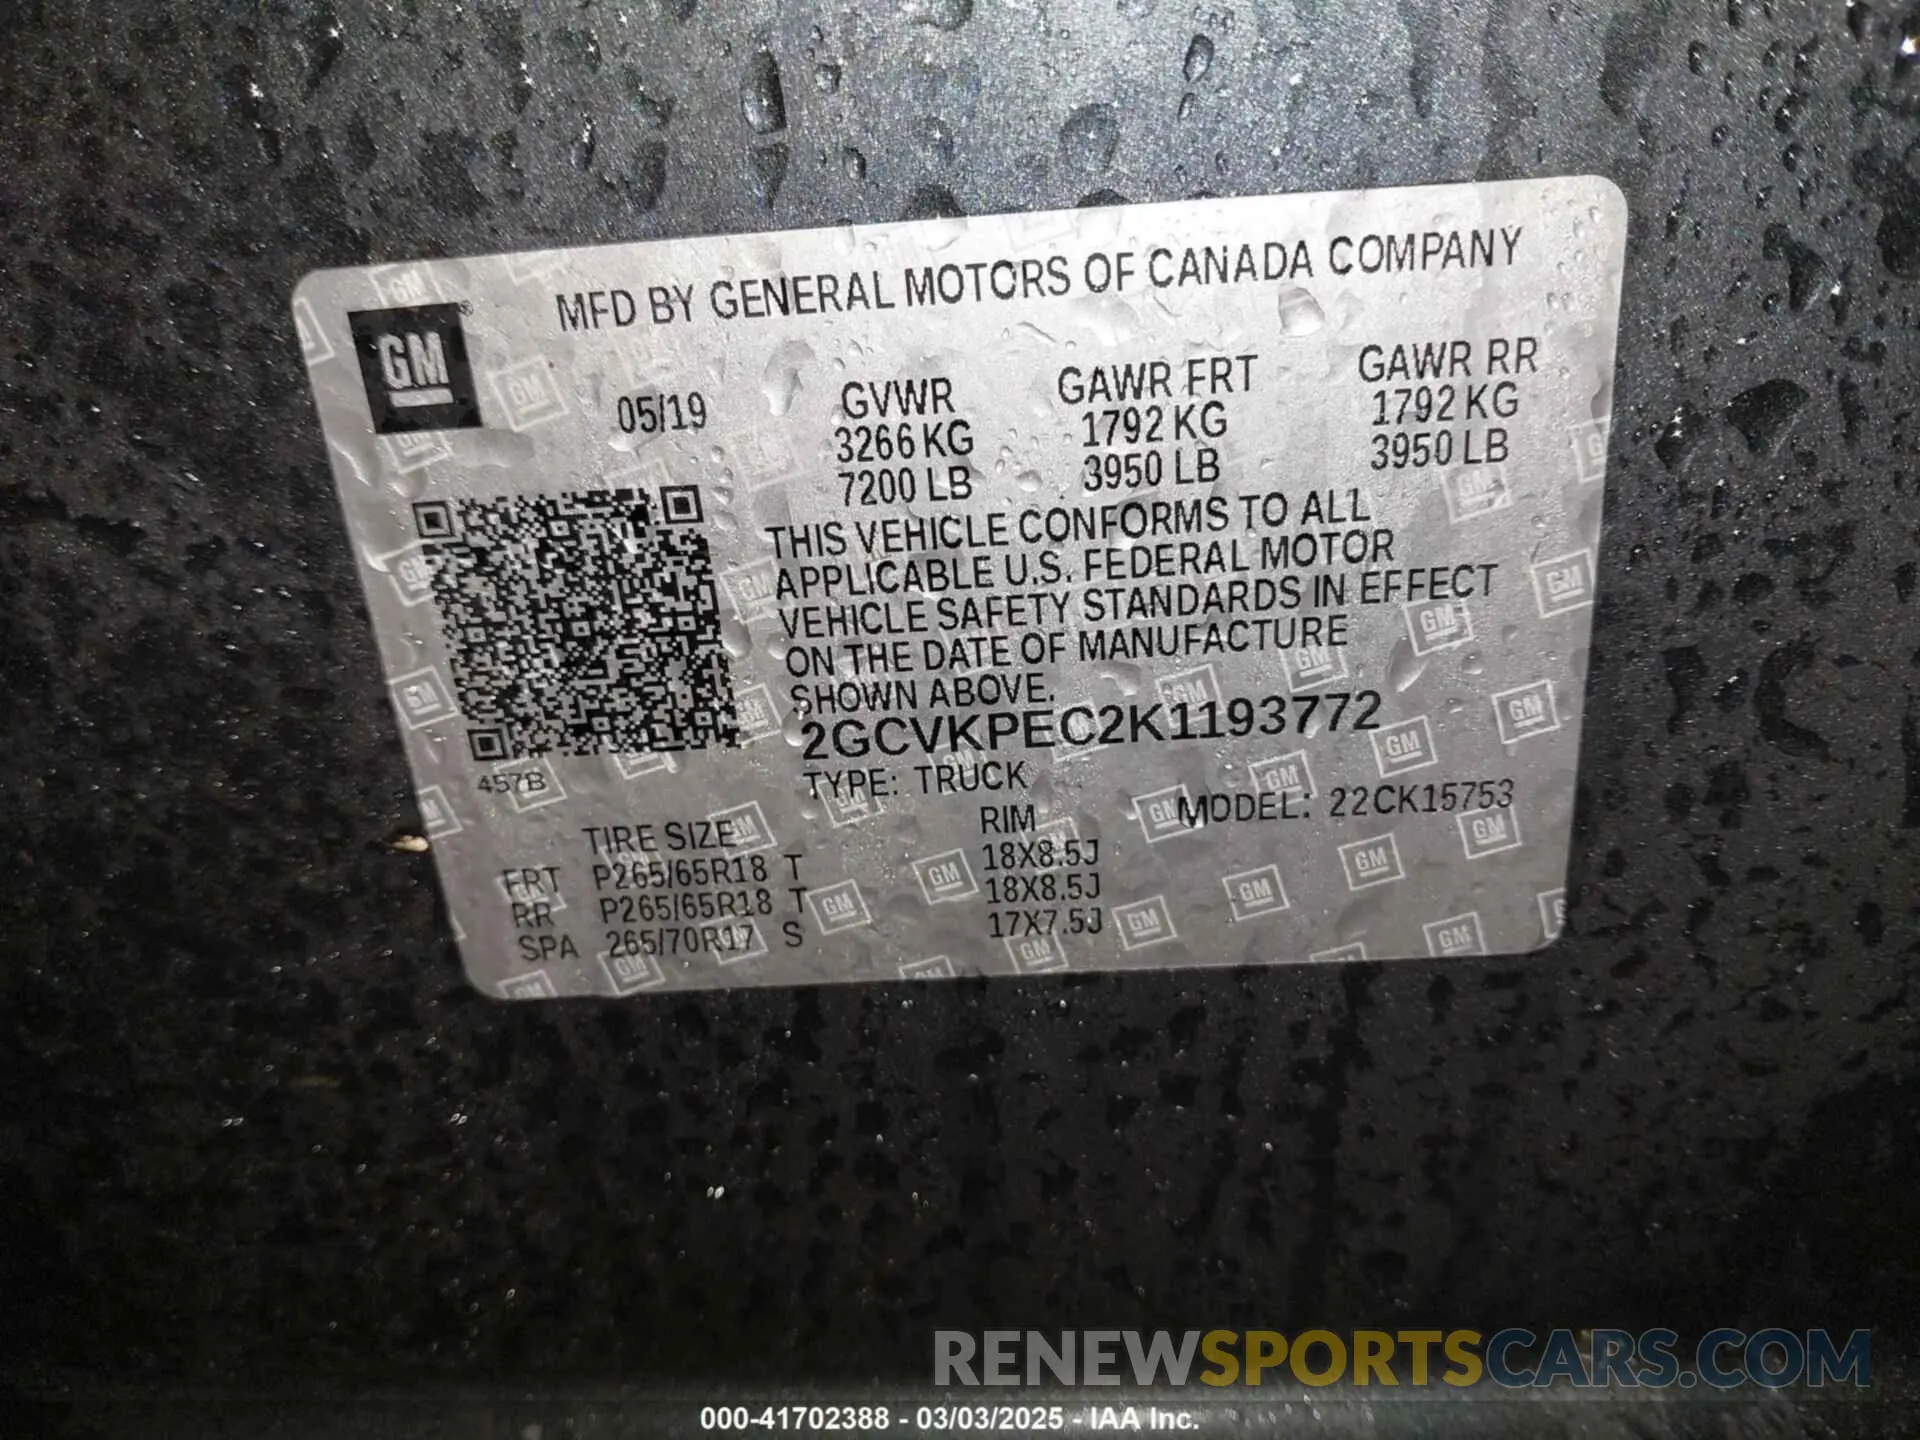 MFD BY GENERAL MOTORS OF CANADA COMPANY
GM®
05/19
GVWR
3266 KG
7200 LB
GAWR FRT
1792 KG
3950 LB
GAWR RR
1792 KG
3950 LB
THIS VEHICLE CONFORMS TO ALL
APPLICABLE U.S. FEDERAL MOTOR
VEHICLE SAFETY STANDARDS IN EFFECT
ON THE DATE OF MANUFACTURE
SHOWN ABOVE.
2GCVKPEC2K1193772
457B
TYPE: TRUCK
MODEL: 22CK15753
TIRE SIZE RIM
FRT P265/65R18 T 18X8.5J
RR P265/65R18 T 18X8.5J
SPA 265/70R17 S 17X7.5J
RENEWSPORTSCARS.COM
000-41702388 - 03/03/2025 - IAA Inc.